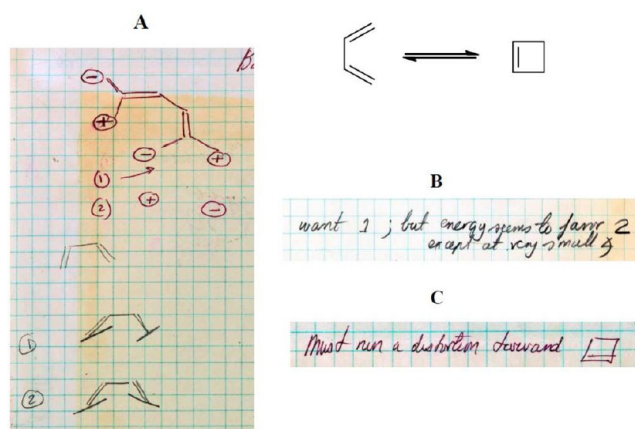 A
−
+
−
+
①
②
+
−
①
②
B
want 1 ; but energy seems to favor 2
except at very small ∡
C
Must run a distortion toward